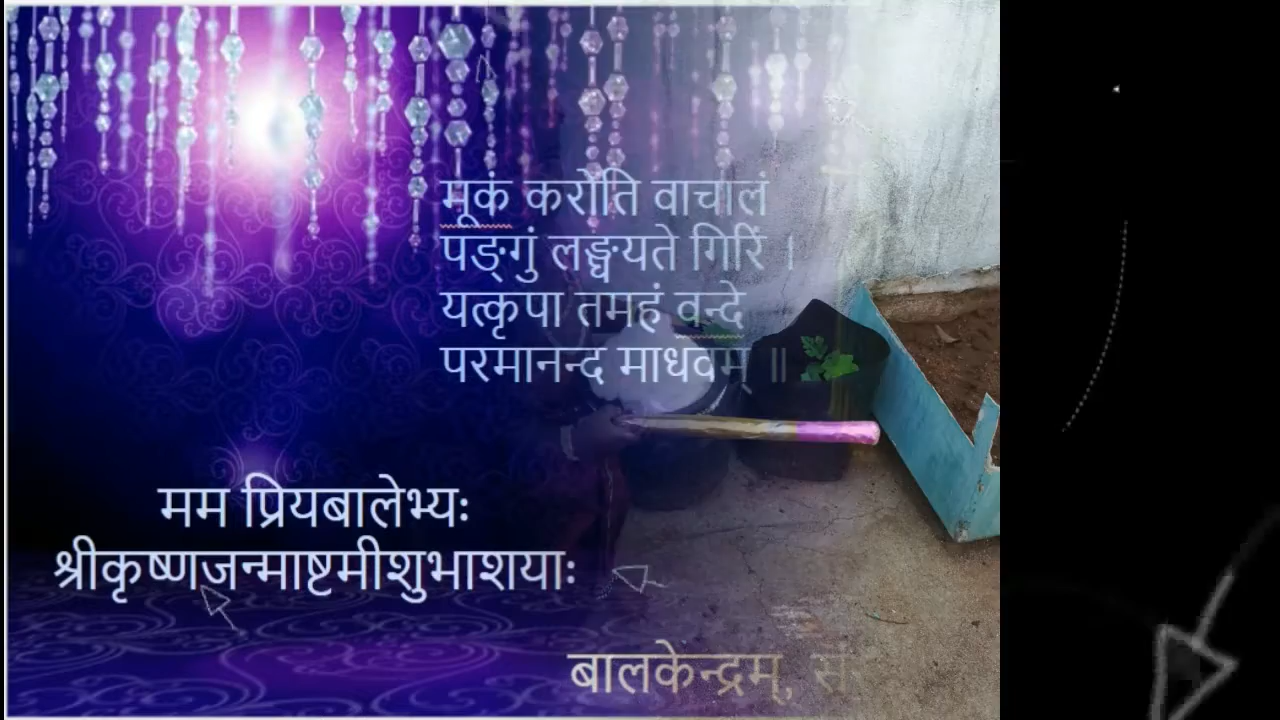 मूकं करोति वाचालं
पङ्गुं लङ्घयते गिरिं ।
यत्कृपा तमहं वन्दे
परमानन्द माधवम् ॥
मम प्रियबालेभ्यः
श्रीकृष्णजन्माष्टमीशुभाशयाः
बालकेन्द्रम्,